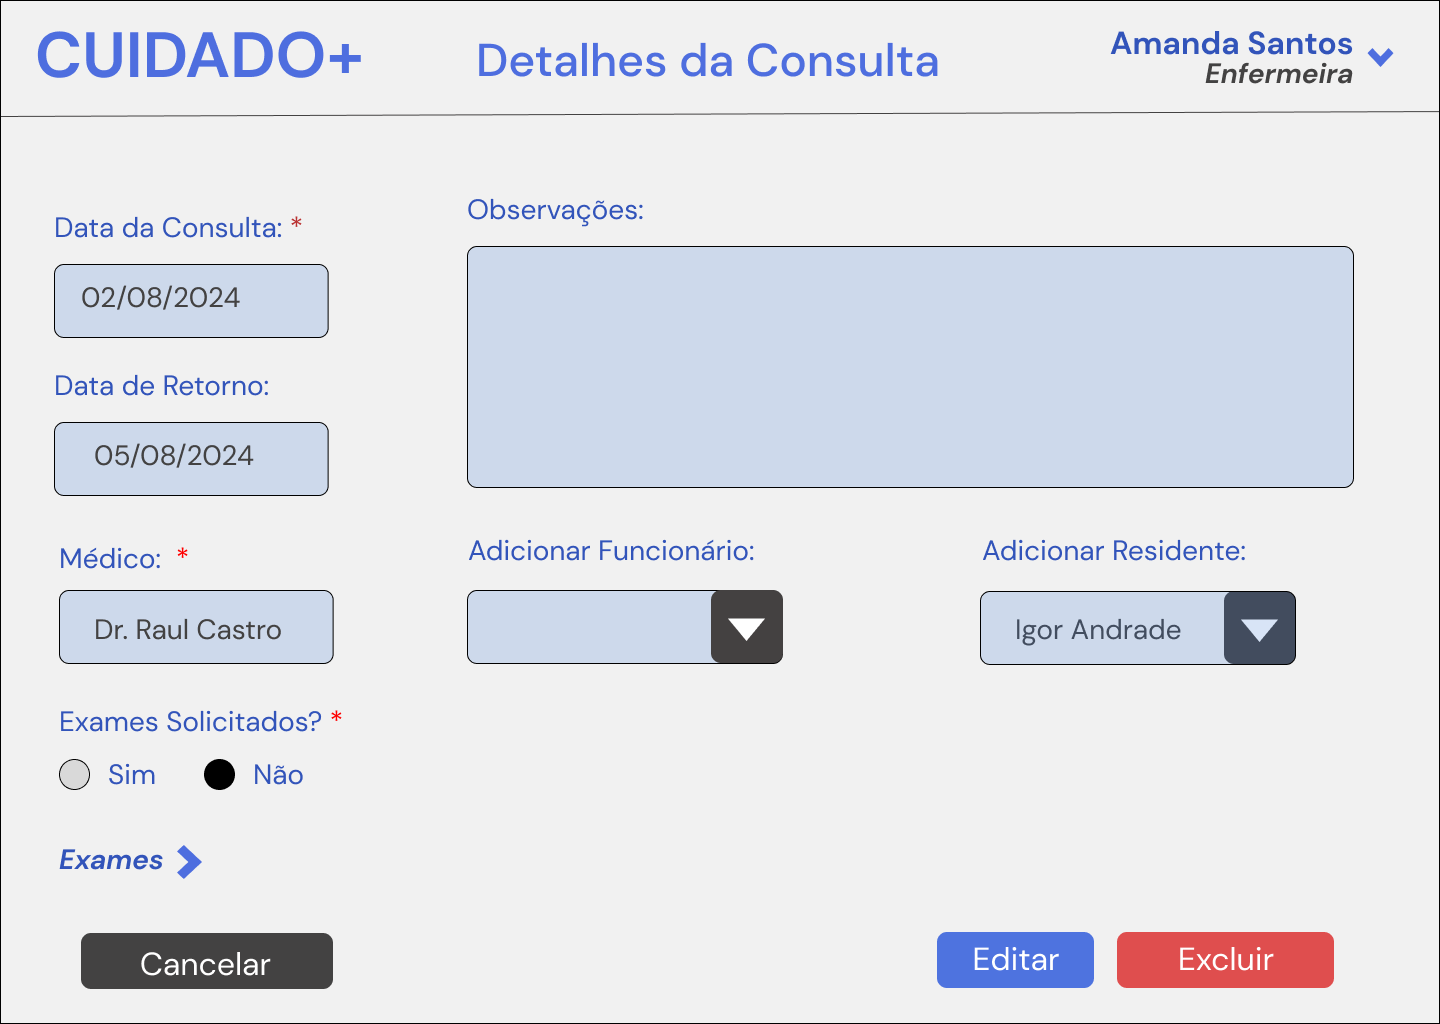 CUIDADO+
Detalhes da Consulta
Amanda Santos
Enfermeira
Data da Consulta: *
02/08/2024
Data de Retorno:
05/08/2024
Observações:
Médico: *
Dr. Raul Castro
Adicionar Funcionário:
Adicionar Residente:
Igor Andrade
Exames Solicitados? *
Sim
Não
Exames
Cancelar
Editar
Excluir